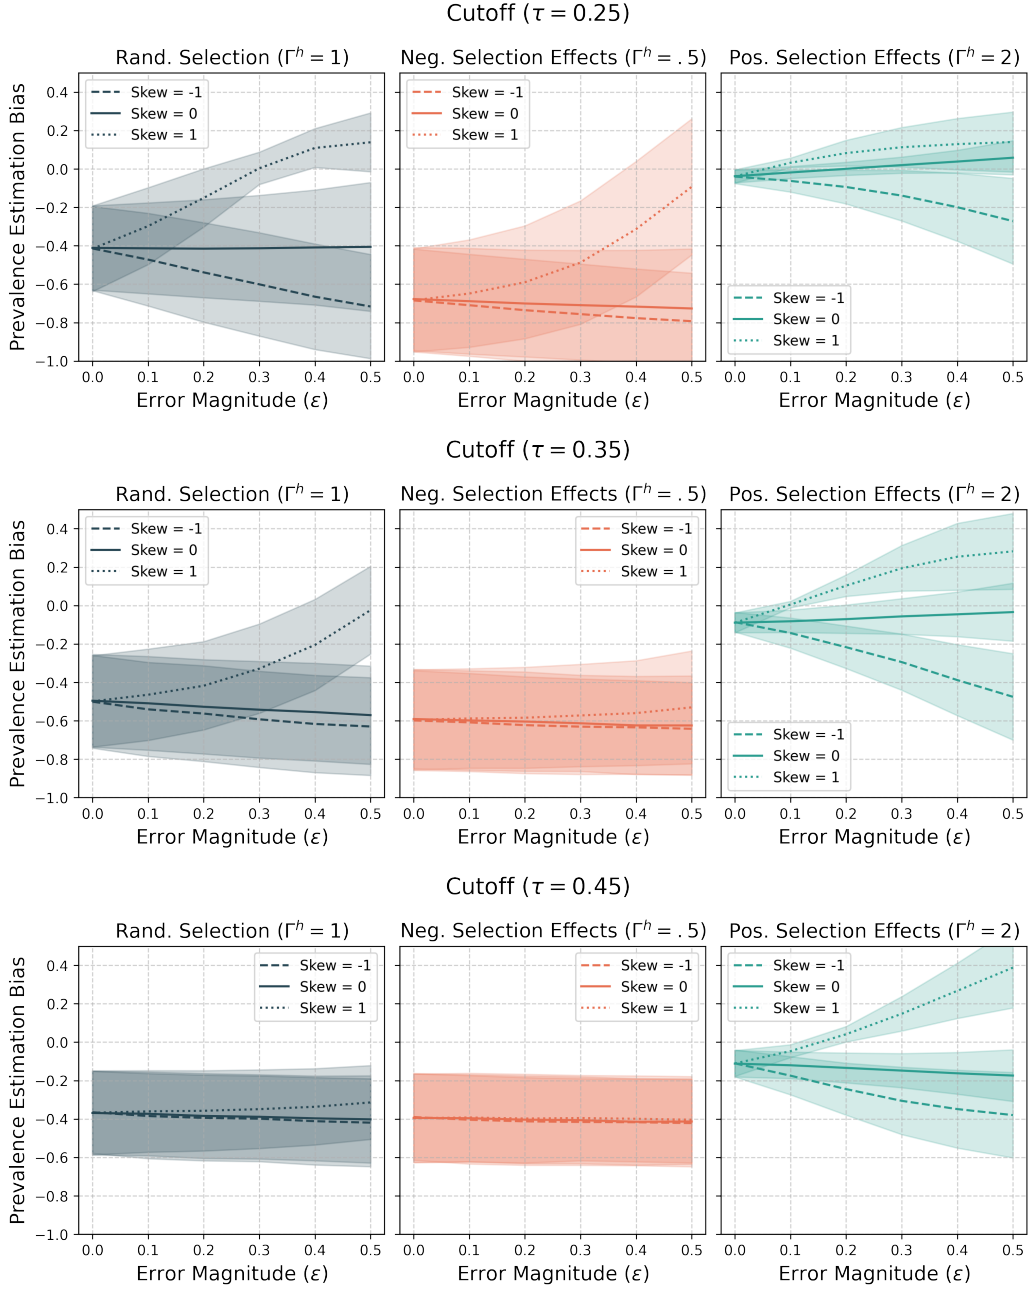 Cutoff (τ = 0.25)
Rand. Selection (Γʰ = 1)
Neg. Selection Effects (Γʰ = .5)
Pos. Selection Effects (Γʰ = 2)
Prevalence Estimation Bias
0.4
0.2
0.0
−0.2
−0.4
−0.6
−0.8
−1.0
Skew = -1
Skew = 0
Skew = 1
Skew = -1
Skew = 0
Skew = 1
Skew = -1
Skew = 0
Skew = 1
0.0 0.1 0.2 0.3 0.4 0.5
0.0 0.1 0.2 0.3 0.4 0.5
0.0 0.1 0.2 0.3 0.4 0.5
Error Magnitude (ε)
Error Magnitude (ε)
Error Magnitude (ε)
Cutoff (τ = 0.35)
Rand. Selection (Γʰ = 1)
Neg. Selection Effects (Γʰ = .5)
Pos. Selection Effects (Γʰ = 2)
Prevalence Estimation Bias
0.4
0.2
0.0
−0.2
−0.4
−0.6
−0.8
−1.0
Skew = -1
Skew = 0
Skew = 1
Skew = -1
Skew = 0
Skew = 1
Skew = -1
Skew = 0
Skew = 1
0.0 0.1 0.2 0.3 0.4 0.5
0.0 0.1 0.2 0.3 0.4 0.5
0.0 0.1 0.2 0.3 0.4 0.5
Error Magnitude (ε)
Error Magnitude (ε)
Error Magnitude (ε)
Cutoff (τ = 0.45)
Rand. Selection (Γʰ = 1)
Neg. Selection Effects (Γʰ = .5)
Pos. Selection Effects (Γʰ = 2)
Prevalence Estimation Bias
0.4
0.2
0.0
−0.2
−0.4
−0.6
−0.8
−1.0
Skew = -1
Skew = 0
Skew = 1
Skew = -1
Skew = 0
Skew = 1
Skew = -1
Skew = 0
Skew = 1
0.0 0.1 0.2 0.3 0.4 0.5
0.0 0.1 0.2 0.3 0.4 0.5
0.0 0.1 0.2 0.3 0.4 0.5
Error Magnitude (ε)
Error Magnitude (ε)
Error Magnitude (ε)